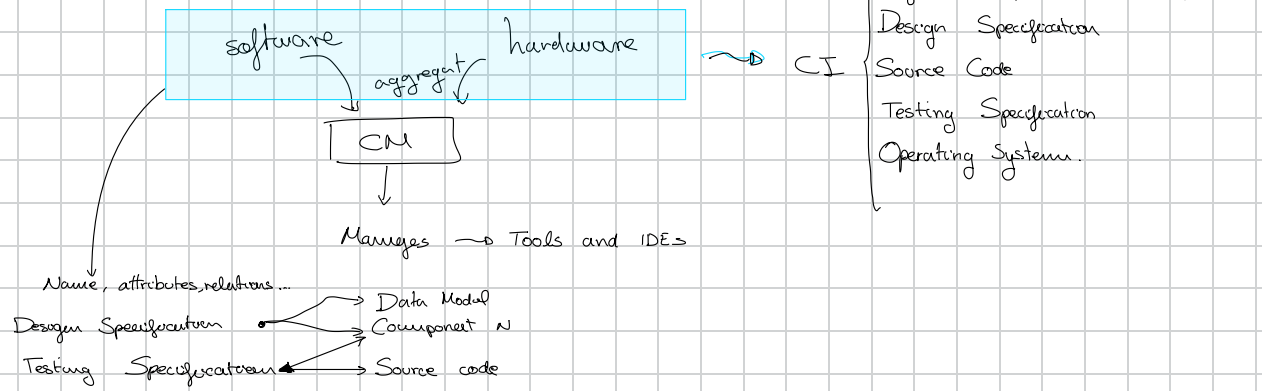 software
hardware
aggregat
CM
Manages Tools and IDEs
CI
Design Specification
Source Code
Testing Specification
Operating System.
Name, attributes, relations...
Design Specification
Data Model
Component N
Testing Specification
Source code